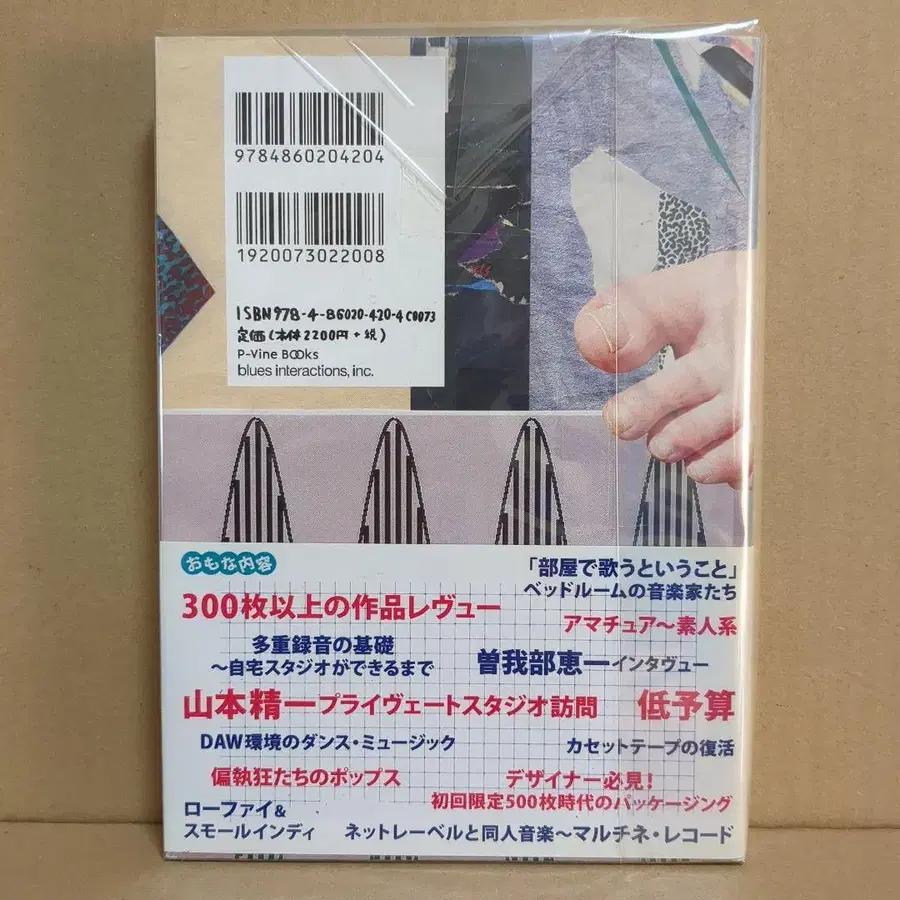 9784860204204
1920073022008
ISBN978-4-86020-420-4 C0073
定価(本体2200円+税)
P-Vine BOOks
blues interactions, inc.
おもな内容
「部屋で歌うということ」
ベッドルームの音楽家たち
300枚以上の作品レヴュー
アマチュア〜素人系
多重録音の基礎
〜自宅スタジオができるまで
曽我部恵一インタヴュー
山本精一プライヴェートスタジオ訪問
低予算
DAW環境のダンス・ミュージック
カセットテープの復活
偏執狂たちのポップス
デザイナー必見!
初回限定500枚時代のパッケージング
ローファイ&
スモールインディ
ネットレーベルと同人音楽〜マルチネ・レコード